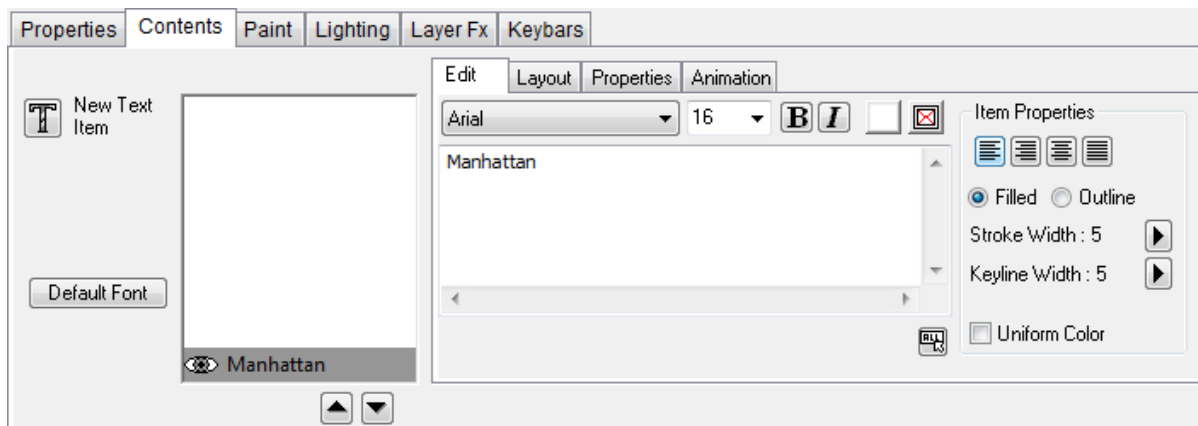 Properties Contents Paint Lighting Layer Fx Keybars
Edit Layout Properties Animation
New Text
Item
Arial 16 B I
Item Properties
Manhattan
Filled Outline
Stroke Width : 5
Keyline Width : 5
Default Font
ALL
Uniform Color
Manhattan